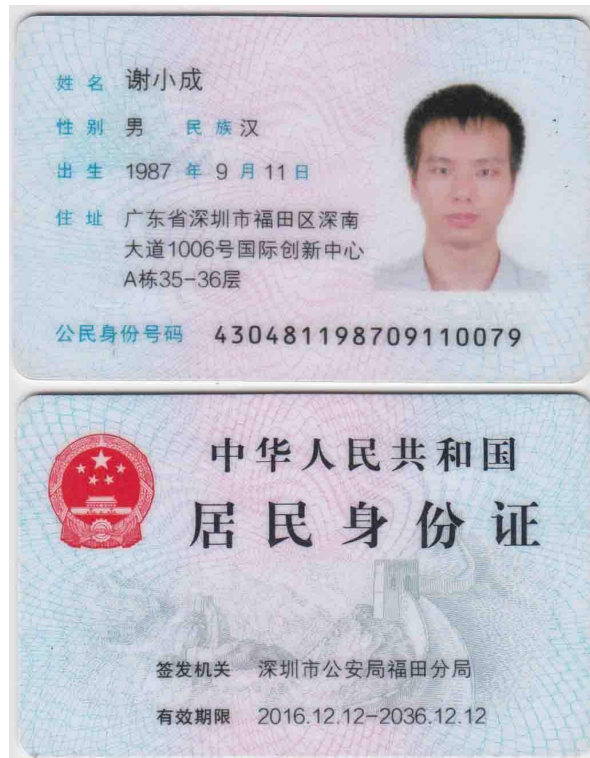 姓名 谢小成
性别 男 民族 汉
出生 1987 年 9 月 11 日
住址 广东省深圳市福田区深南
大道1006号国际创新中心
A栋35-36层
公民身份号码 430481198709110079
中华人民共和国
居民身份证
签发机关 深圳市公安局福田分局
有效期限 2016.12.12-2036.12.12